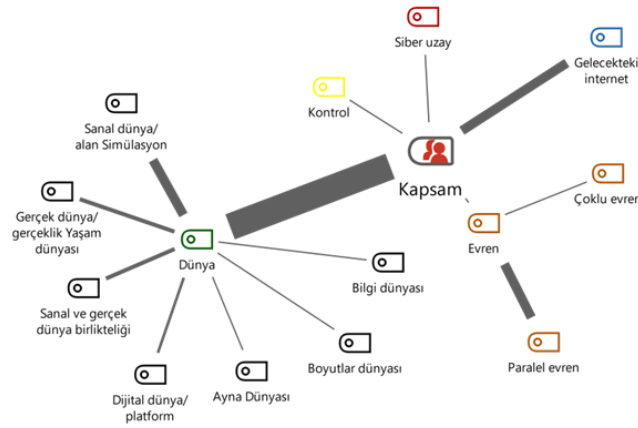 Siber uzay
Gelecekteki
internet
Kontrol
Sanal dünya/
alan Simülasyon
Kapsam
Çoklu evren
Gerçek dünya/
gerçeklik Yaşam
dünyası
Evren
Dünya
Bilgi dünyası
Sanal ve gerçek
dünya birlikteliği
Boyutlar dünyası
Paralel evren
Dijital dünya/
platform
Ayna Dünyası